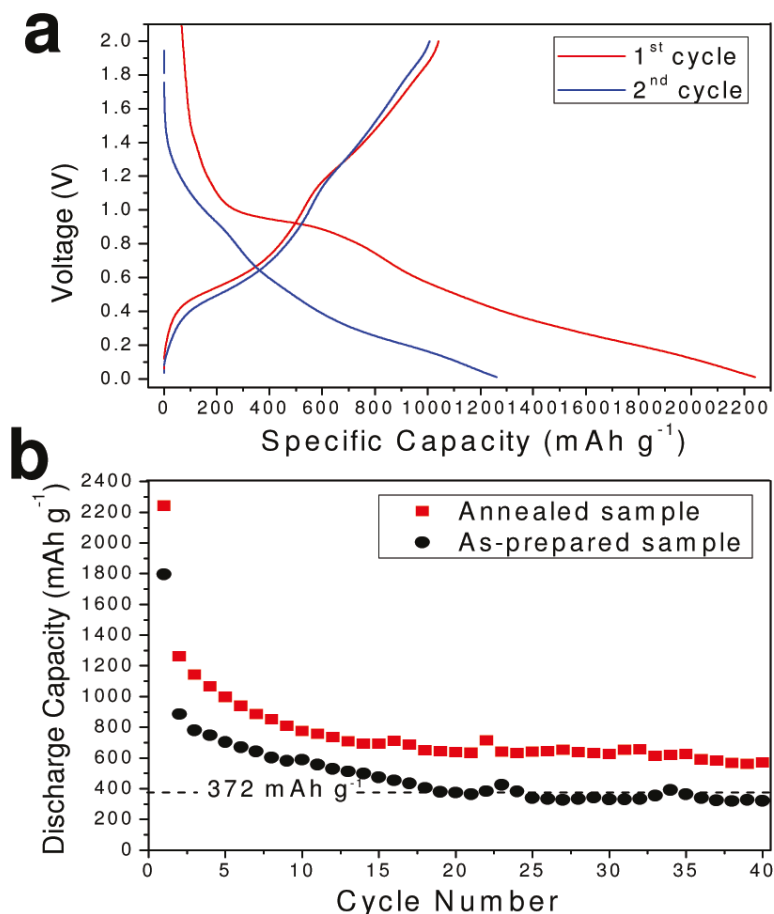 a
2.0
1.8
1.6
1.4
1.2
1.0
0.8
0.6
0.4
0.2
0.0
Voltage (V)
1st cycle
2nd cycle
0 200 400 600 800 1000 1200 1400 1600 1800 2000 2200
Specific Capacity (mAh g-1)
b
2400
2200
2000
1800
1600
1400
1200
1000
800
600
400
200
0
Discharge Capacity (mAh g-1)
Annealed sample
As-prepared sample
372 mAh g-1
0 5 10 15 20 25 30 35 40
Cycle Number